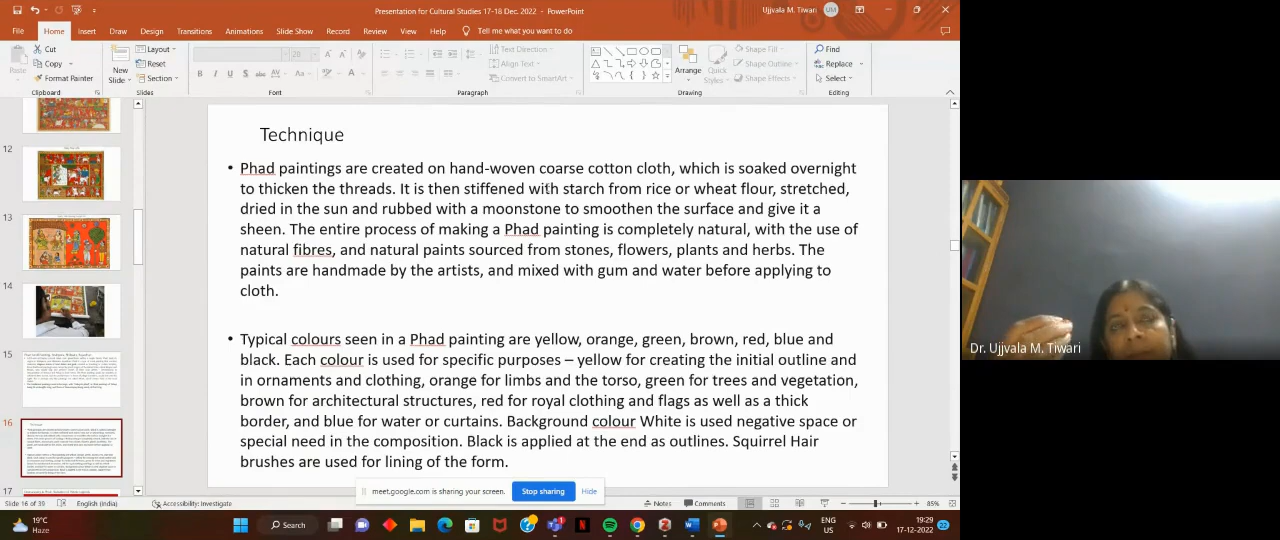 Presentation for Cultural Studies 17-18 Dec. 2022 - PowerPoint
Ujjvala M. Tiwari
UM
File
Home
Insert
Draw
Design
Transitions
Animations
Slide Show
Record
Review
View
Help
Tell me what you want to do
Paste
Cut
Copy
Format Painter
Clipboard
New
Slide
Layout
Reset
Section
Slides
28
Font
Text Direction
Align Text
Convert to SmartArt
Paragraph
Arrange
Quick
Styles
Shape Fill
Shape Outline
Shape Effects
Drawing
Find
Replace
Select
Editing
12
13
14
15
16
17
Technique
• Phad paintings are created on hand-woven coarse cotton cloth, which is soaked overnight
to thicken the threads. It is then stiffened with starch from rice or wheat flour, stretched,
dried in the sun and rubbed with a moonstone to smoothen the surface and give it a
sheen. The entire process of making a Phad painting is completely natural, with the use of
natural fibres, and natural paints sourced from stones, flowers, plants and herbs. The
paints are handmade by the artists, and mixed with gum and water before applying to
cloth.
• Typical colours seen in a Phad painting are yellow, orange, green, brown, red, blue and
black. Each colour is used for specific purposes – yellow for creating the initial outline and
in ornaments and clothing, orange for limbs and the torso, green for trees and vegetation,
brown for architectural structures, red for royal clothing and flags as well as a thick
border, and blue for water or curtains. Background colour White is used negative space or
special need in the composition. Black is applied at the end as outlines. Squirrel Hair
brushes are used for lining of the form.
meet.google.com is sharing your screen.
Stop sharing
Hide
Slide 16 of 39
English (India)
Accessibility: Investigate
Notes
Comments
85%
19°C
Haze
Search
ENG
US
19:29
17-12-2022
22
Dr. Ujjvala M. Tiwari